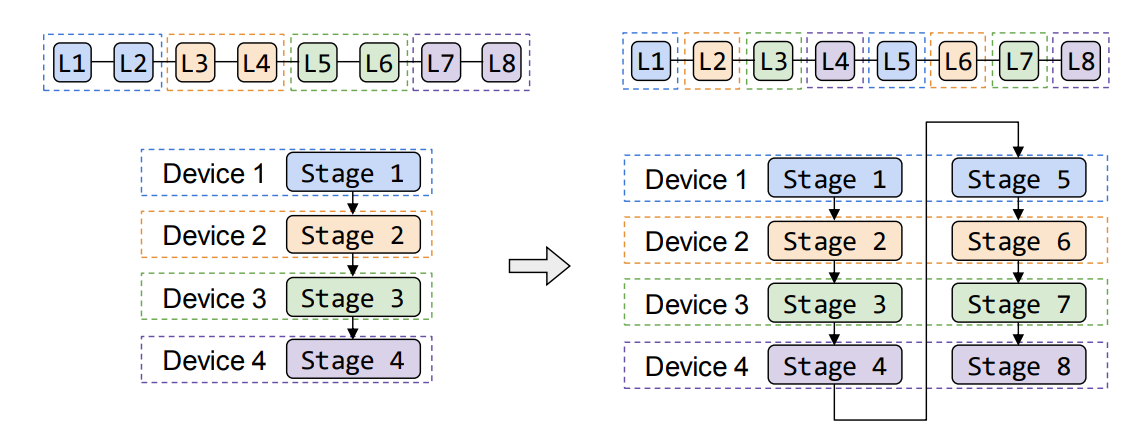 L1 L2 L3 L4 L5 L6 L7 L8
Device 1 Stage 1
Device 2 Stage 2
Device 3 Stage 3
Device 4 Stage 4
L1 L2 L3 L4 L5 L6 L7 L8
Device 1 Stage 1 Stage 5
Device 2 Stage 2 Stage 6
Device 3 Stage 3 Stage 7
Device 4 Stage 4 Stage 8